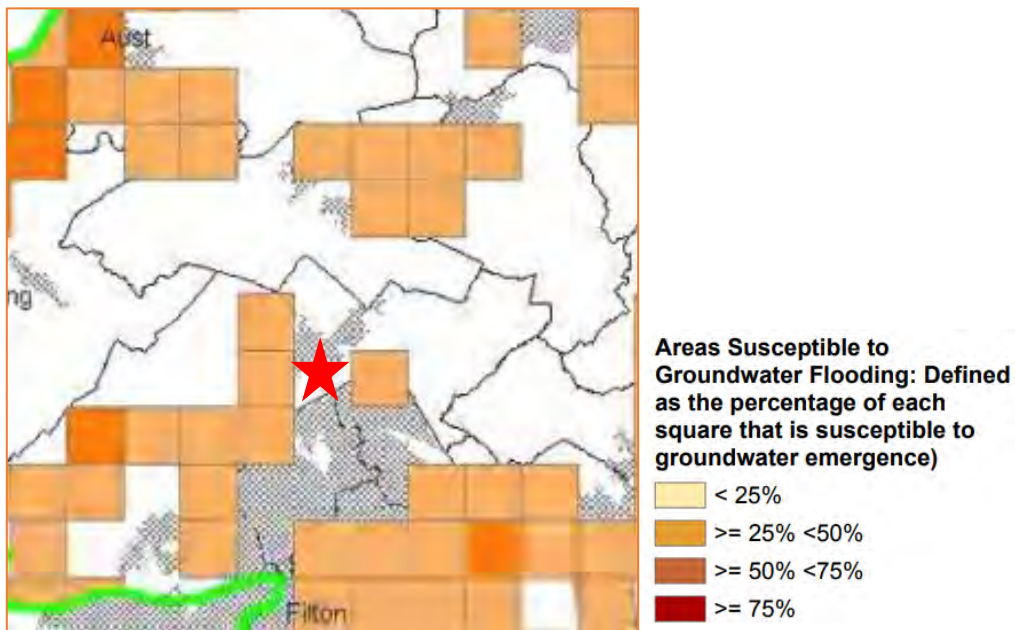 Aust
ng
Filton
Areas Susceptible to
Groundwater Flooding: Defined
as the percentage of each
square that is susceptible to
groundwater emergence)
< 25%
>= 25% <50%
>= 50% <75%
>= 75%